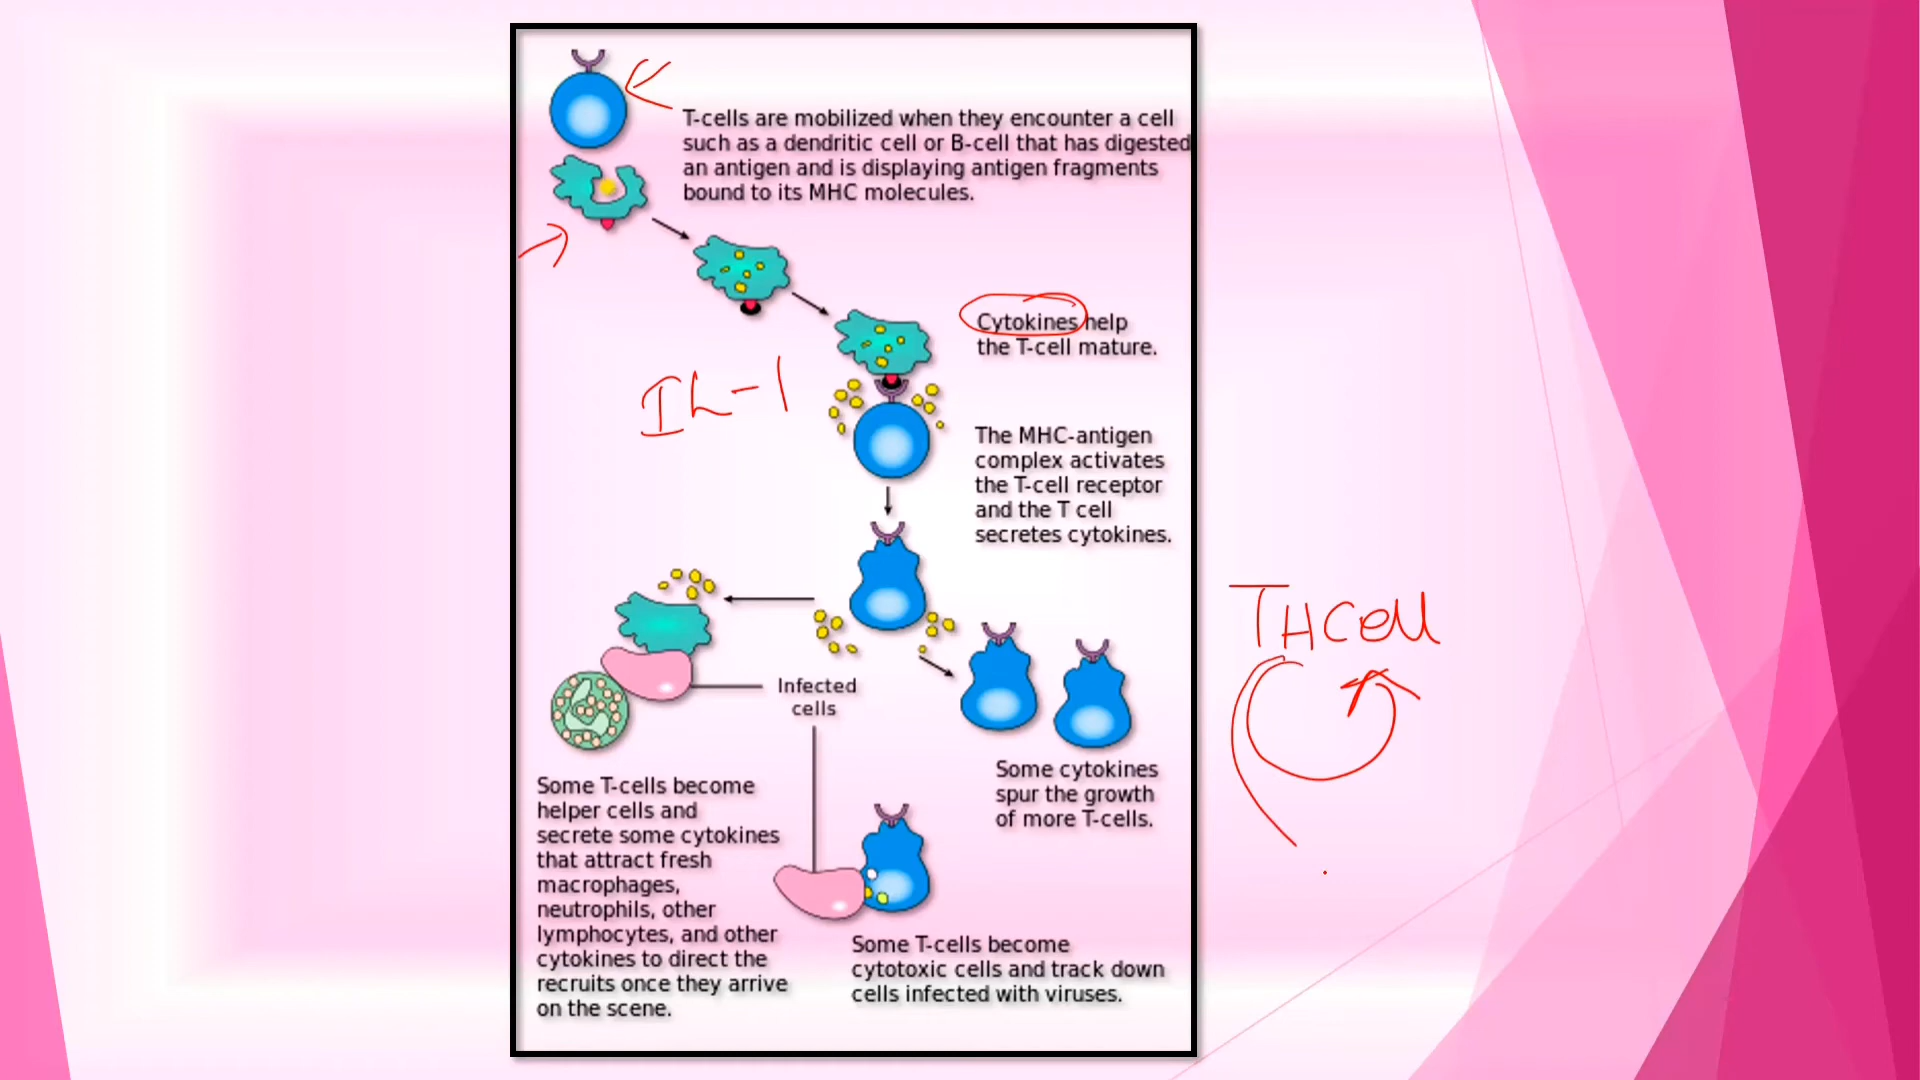 T-cells are mobilized when they encounter a cell
such as a dendritic cell or B-cell that has digested
an antigen and is displaying antigen fragments
bound to its MHC molecules.
Cytokines help
the T-cell mature.
IL-1
The MHC-antigen
complex activates
the T-cell receptor
and the T cell
secretes cytokines.
TH Cell
Infected
cells
Some cytokines
spur the growth
of more T-cells.
Some T-cells become
helper cells and
secrete some cytokines
that attract fresh
macrophages,
neutrophils, other
lymphocytes, and other
cytokines to direct the
recruits once they arrive
on the scene.
Some T-cells become
cytotoxic cells and track down
cells infected with viruses.